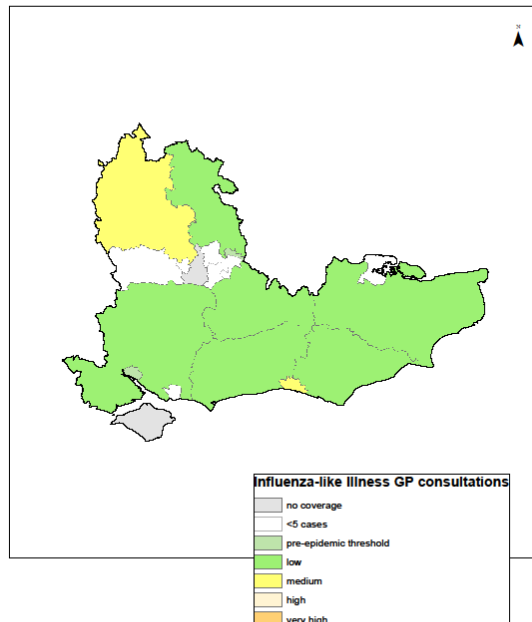 N
Influenza-like Illness GP consultations
no coverage
<5 cases
pre-epidemic threshold
low
medium
high
very high